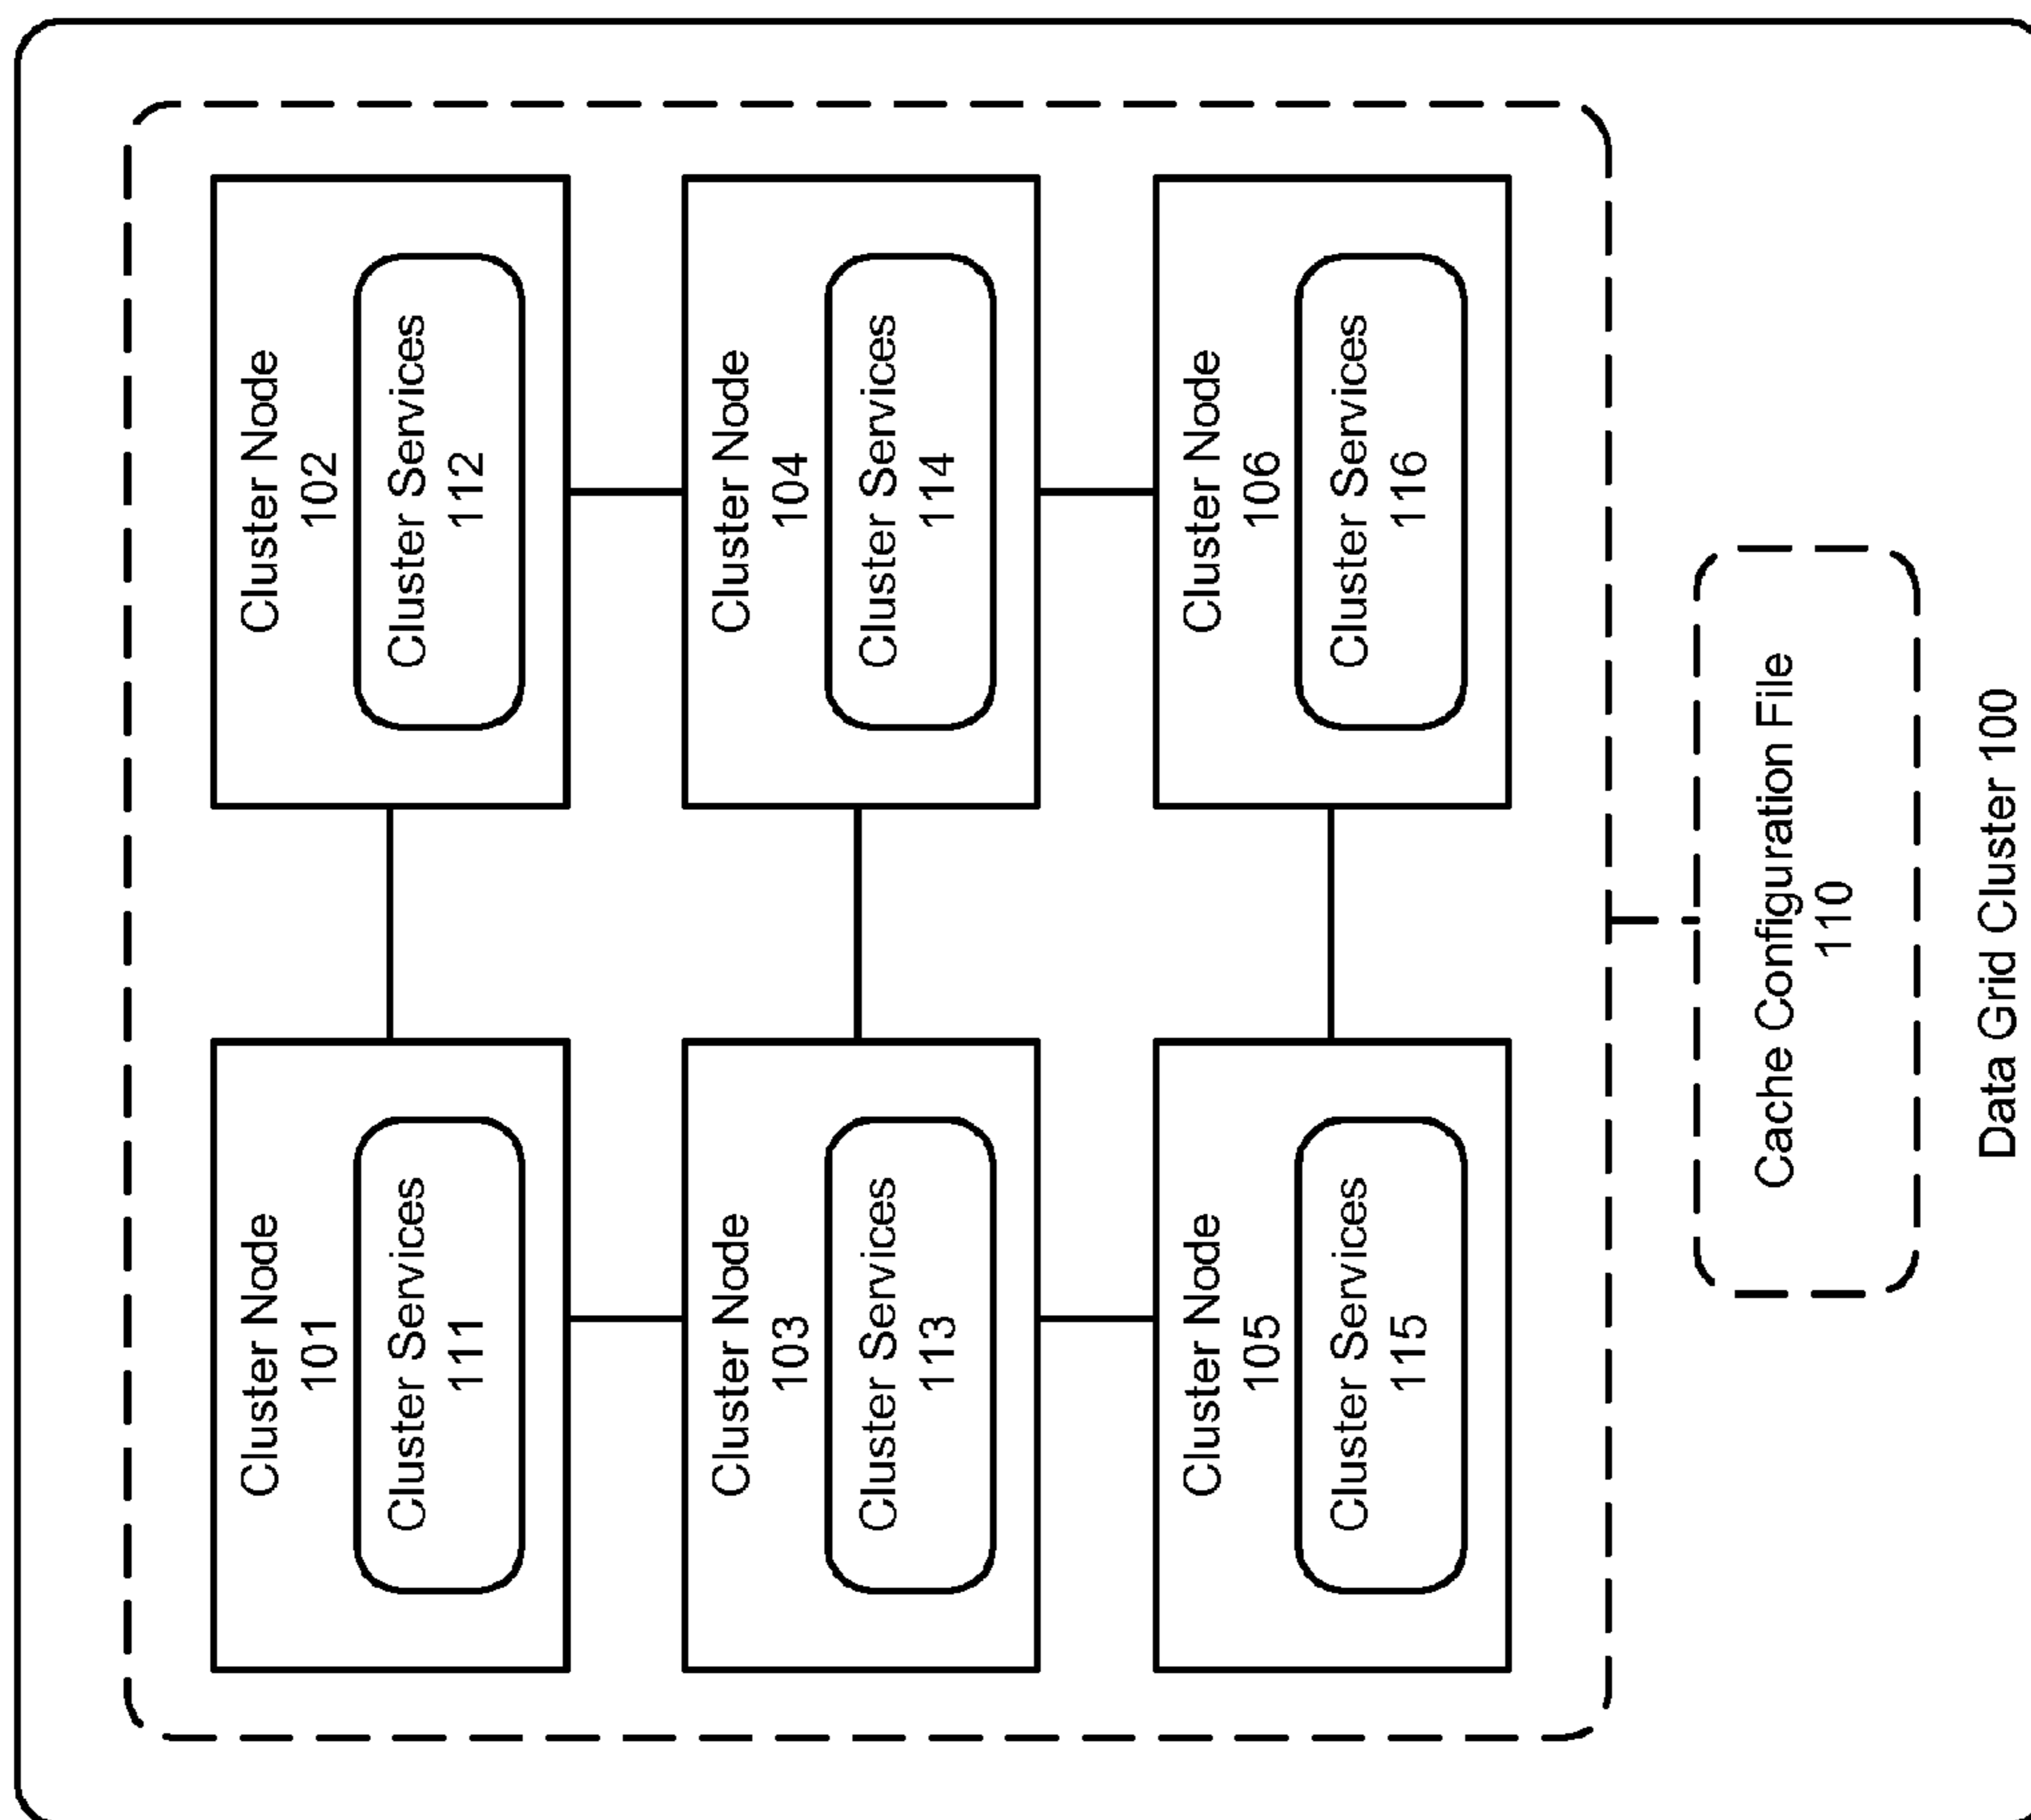 Cluster Node
101
Cluster Services
111
Cluster Node
102
Cluster Services
112
Cluster Node
103
Cluster Services
113
Cluster Node
104
Cluster Services
114
Cluster Node
105
Cluster Services
115
Cluster Node
106
Cluster Services
116
Cache Configuration File
110
Data Grid Cluster 100